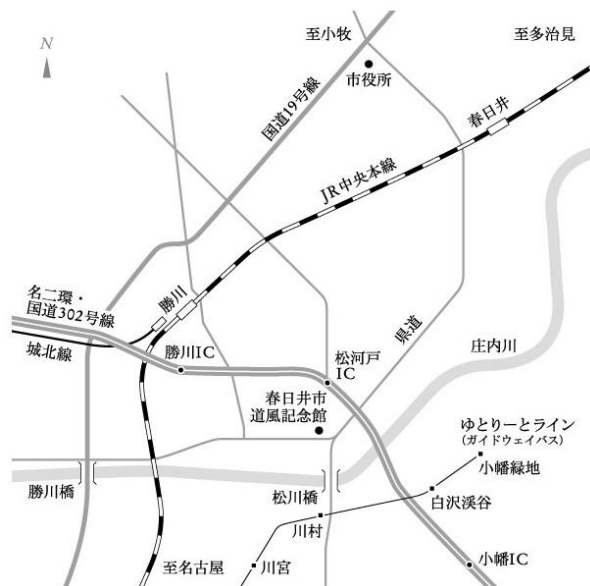 N
至小牧
至多治見
市役所
国道19号線
春日井
JR中央本線
名二環・
国道302号線
勝川
城北線
勝川IC
松河戸
IC
県道
庄内川
春日井市
道風記念館
ゆとりーとライン
(ガイドウェイバス)
小幡緑地
勝川橋
松川橋
白沢渓谷
川村
至名古屋
川宮
小幡IC